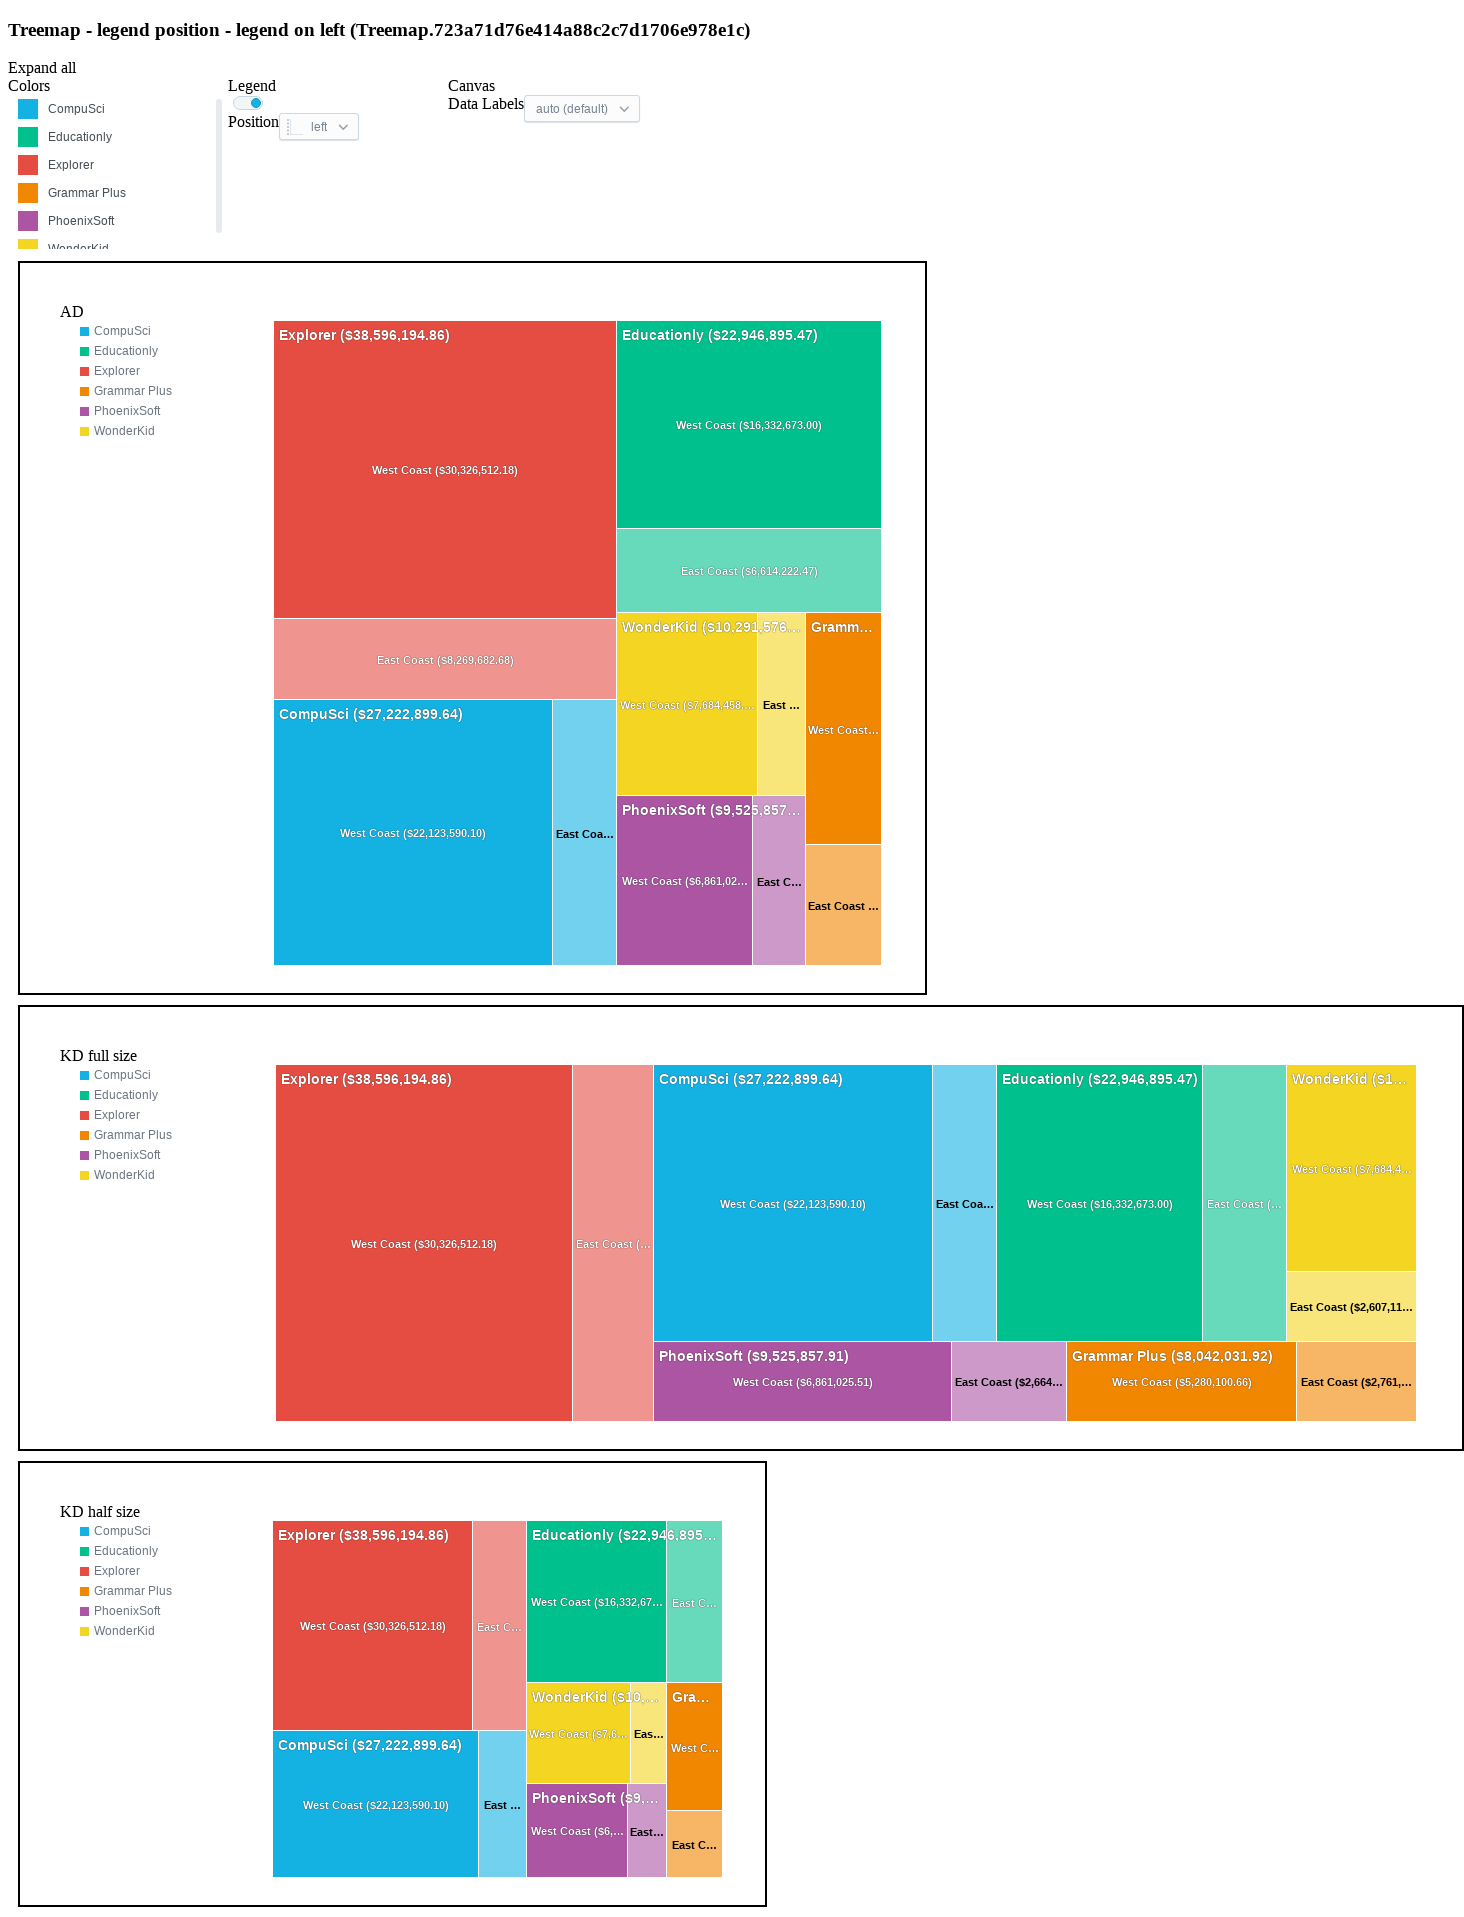 Treemap - legend position - legend on left (Treemap.723a71d76e414a88c2c7d1706e978e1c)
Expand all
Colors
CompuSci
Educationly
Explorer
Grammar Plus
PhoenixSoft
WonderKid
Legend
Position left
Canvas
Data Labels auto (default)
AD
CompuSci
Educationly
Explorer
Grammar Plus
PhoenixSoft
WonderKid
Explorer ($38,596,194.86)
West Coast ($30,326,512.18)
East Coast ($8,269,682.68)
CompuSci ($27,222,899.64)
West Coast ($22,123,590.10)
East Coa…
Educationly ($22,946,895.47)
West Coast ($16,332,673.00)
East Coast ($6,614,222.47)
WonderKid ($10,291,576…
West Coast ($7,684,458.…
East …
PhoenixSoft ($9,525,857…
West Coast ($6,861,02…
East C…
Gramm…
West Coast…
East Coast …
KD full size
CompuSci
Educationly
Explorer
Grammar Plus
PhoenixSoft
WonderKid
Explorer ($38,596,194.86)
West Coast ($30,326,512.18)
East Coast (…
CompuSci ($27,222,899.64)
West Coast ($22,123,590.10)
East Coa…
Educationly ($22,946,895.47)
West Coast ($16,332,673.00)
East Coast (…
WonderKid ($1…
West Coast ($7,684,4…
East Coast ($2,607,11…
PhoenixSoft ($9,525,857.91)
West Coast ($6,861,025.51)
East Coast ($2,664…
Grammar Plus ($8,042,031.92)
West Coast ($5,280,100.66)
East Coast ($2,761,…
KD half size
CompuSci
Educationly
Explorer
Grammar Plus
PhoenixSoft
WonderKid
Explorer ($38,596,194.86)
West Coast ($30,326,512.18)
East C…
CompuSci ($27,222,899.64)
West Coast ($22,123,590.10)
East …
Educationly ($22,946,895…
West Coast ($16,332,67…
East C…
WonderKid ($10,…
West Coast ($7,6…
Eas…
PhoenixSoft ($9,…
West Coast ($6,…
East…
Gra…
West C…
East C…